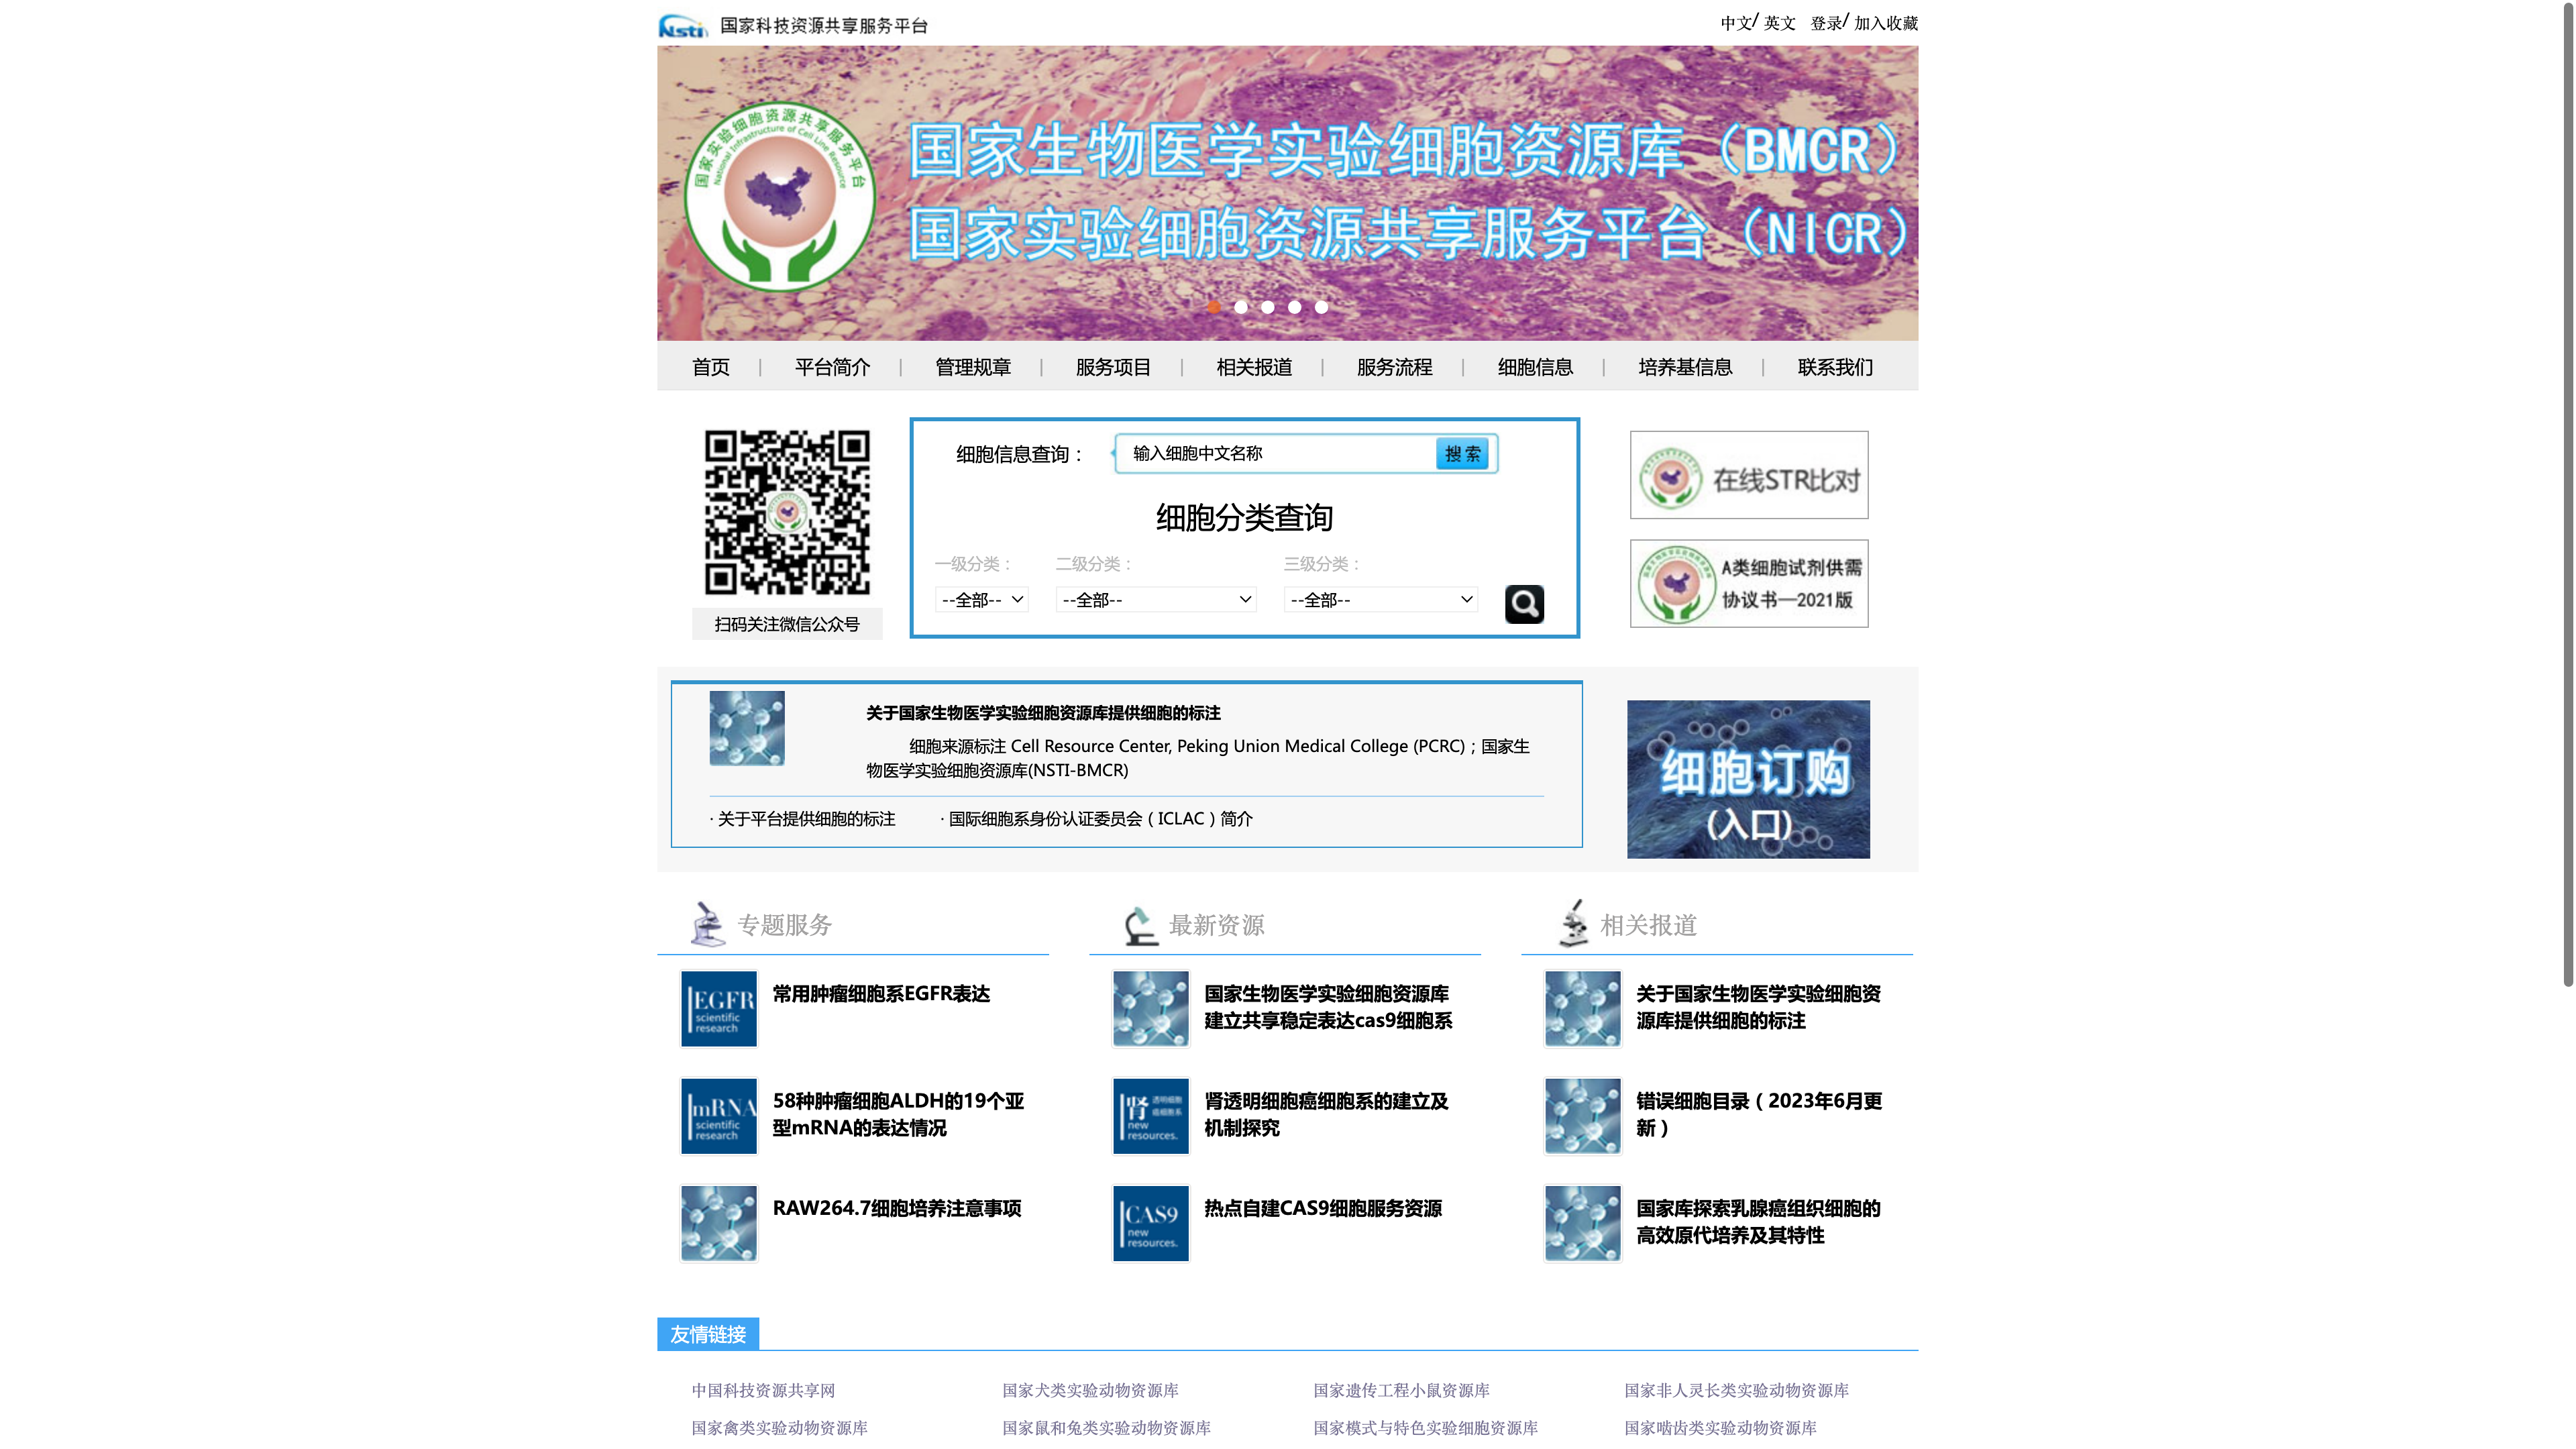 Nsti 国家科技资源共享服务平台
中文/ 英文 登录/ 加入收藏
国家实验细胞资源共享服务平台
National Infrastructure of Cell Line Resource
国家生物医学实验细胞资源库（BMCR）
国家实验细胞资源共享服务平台（NICR）
首页 | 平台简介 | 管理规章 | 服务项目 | 相关报道 | 服务流程 | 细胞信息 | 培养基信息 | 联系我们
扫码关注微信公众号
细胞信息查询：
输入细胞中文名称
搜索
细胞分类查询
一级分类： 二级分类： 三级分类：
--全部-- --全部-- --全部--
在线STR比对
A类细胞试剂供需
协议书—2021版
关于国家生物医学实验细胞资源库提供细胞的标注
细胞来源标注 Cell Resource Center, Peking Union Medical College (PCRC)；国家生
物医学实验细胞资源库(NSTI-BMCR)
· 关于平台提供细胞的标注 · 国际细胞系身份认证委员会（ICLAC）简介
细胞订购
(入口)
专题服务
EGFR
scientific
research
常用肿瘤细胞系EGFR表达
mRNA
scientific
research
58种肿瘤细胞ALDH的19个亚
型mRNA的表达情况
RAW264.7细胞培养注意事项
最新资源
国家生物医学实验细胞资源库
建立共享稳定表达cas9细胞系
肾 透明细胞
癌细胞系
new
resources.
肾透明细胞癌细胞系的建立及
机制探究
CAS9
new
resources.
热点自建CAS9细胞服务资源
相关报道
关于国家生物医学实验细胞资
源库提供细胞的标注
错误细胞目录（2023年6月更
新）
国家库探索乳腺癌组织细胞的
高效原代培养及其特性
友情链接
中国科技资源共享网 国家犬类实验动物资源库 国家遗传工程小鼠资源库 国家非人灵长类实验动物资源库
国家禽类实验动物资源库 国家鼠和兔类实验动物资源库 国家模式与特色实验细胞资源库 国家啮齿类实验动物资源库